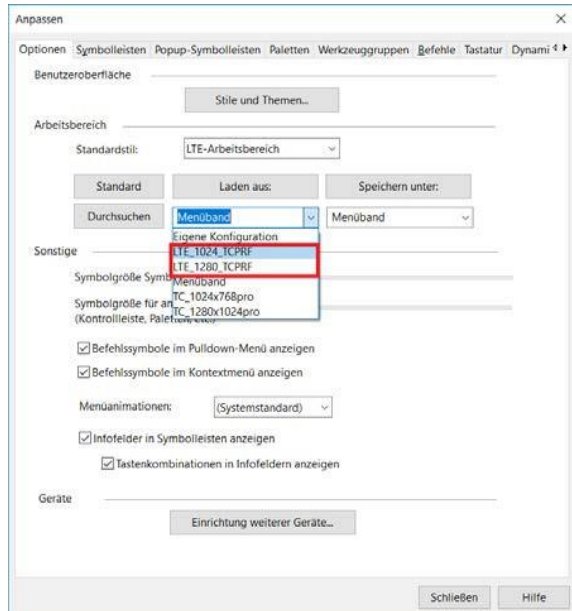 Anpassen
Optionen Symbolleisten Popup-Symbolleisten Paletten Werkzeuggruppen Befehle Tastatur Dynami
Benutzeroberfläche
Stile und Themen...
Arbeitsbereich
Standardstil: LTE-Arbeitsbereich
Standard Laden aus: Speichern unter:
Durchsuchen Menüband Menüband
Eigene Konfiguration
Sonstige LTE_1024_TCPRF
LTE_1280_TCPRF
Symbolgröße Symb Menüband
TC_1024x768pro
Symbolgröße für an TC_1280x1024pro
(Kontrollleiste, Paletten, etc.)
Befehlssymbole im Pulldown-Menü anzeigen
Befehlssymbole im Kontextmenü anzeigen
Menüanimationen: (Systemstandard)
Infofelder in Symbolleisten anzeigen
Tastenkombinationen in Infofeldern anzeigen
Geräte
Einrichtung weiterer Geräte...
Schließen Hilfe